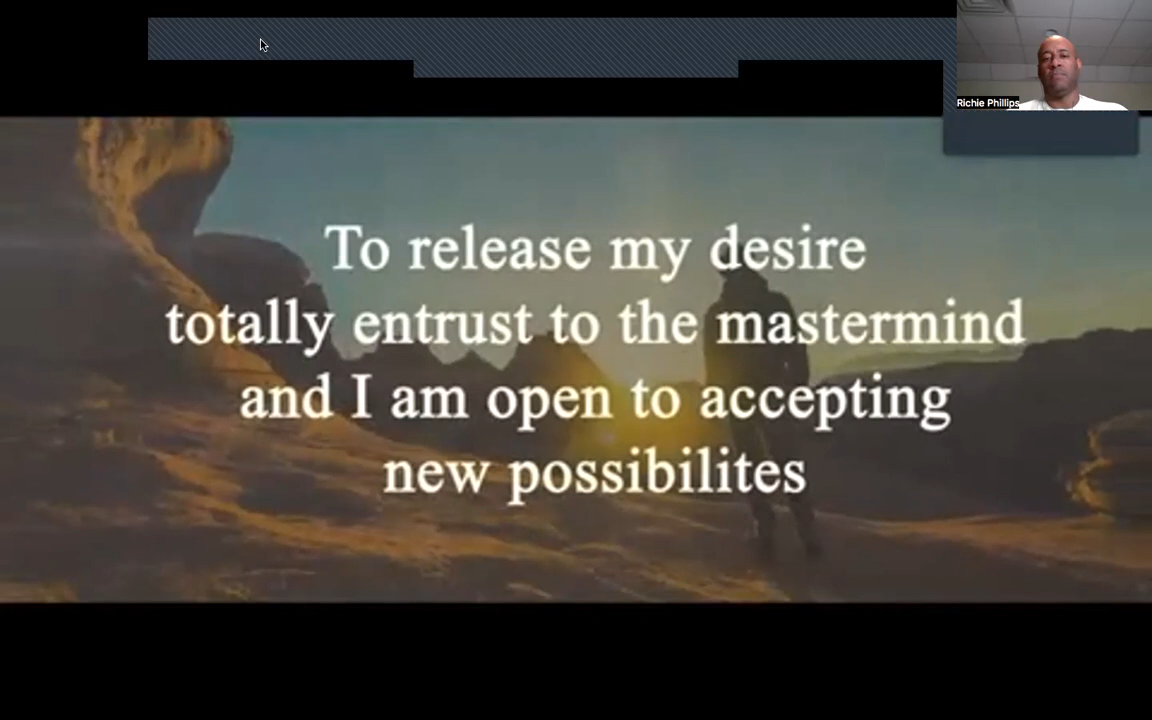 Richie Phillips
To release my desire
totally entrust to the mastermind
and I am open to accepting
new possibilites